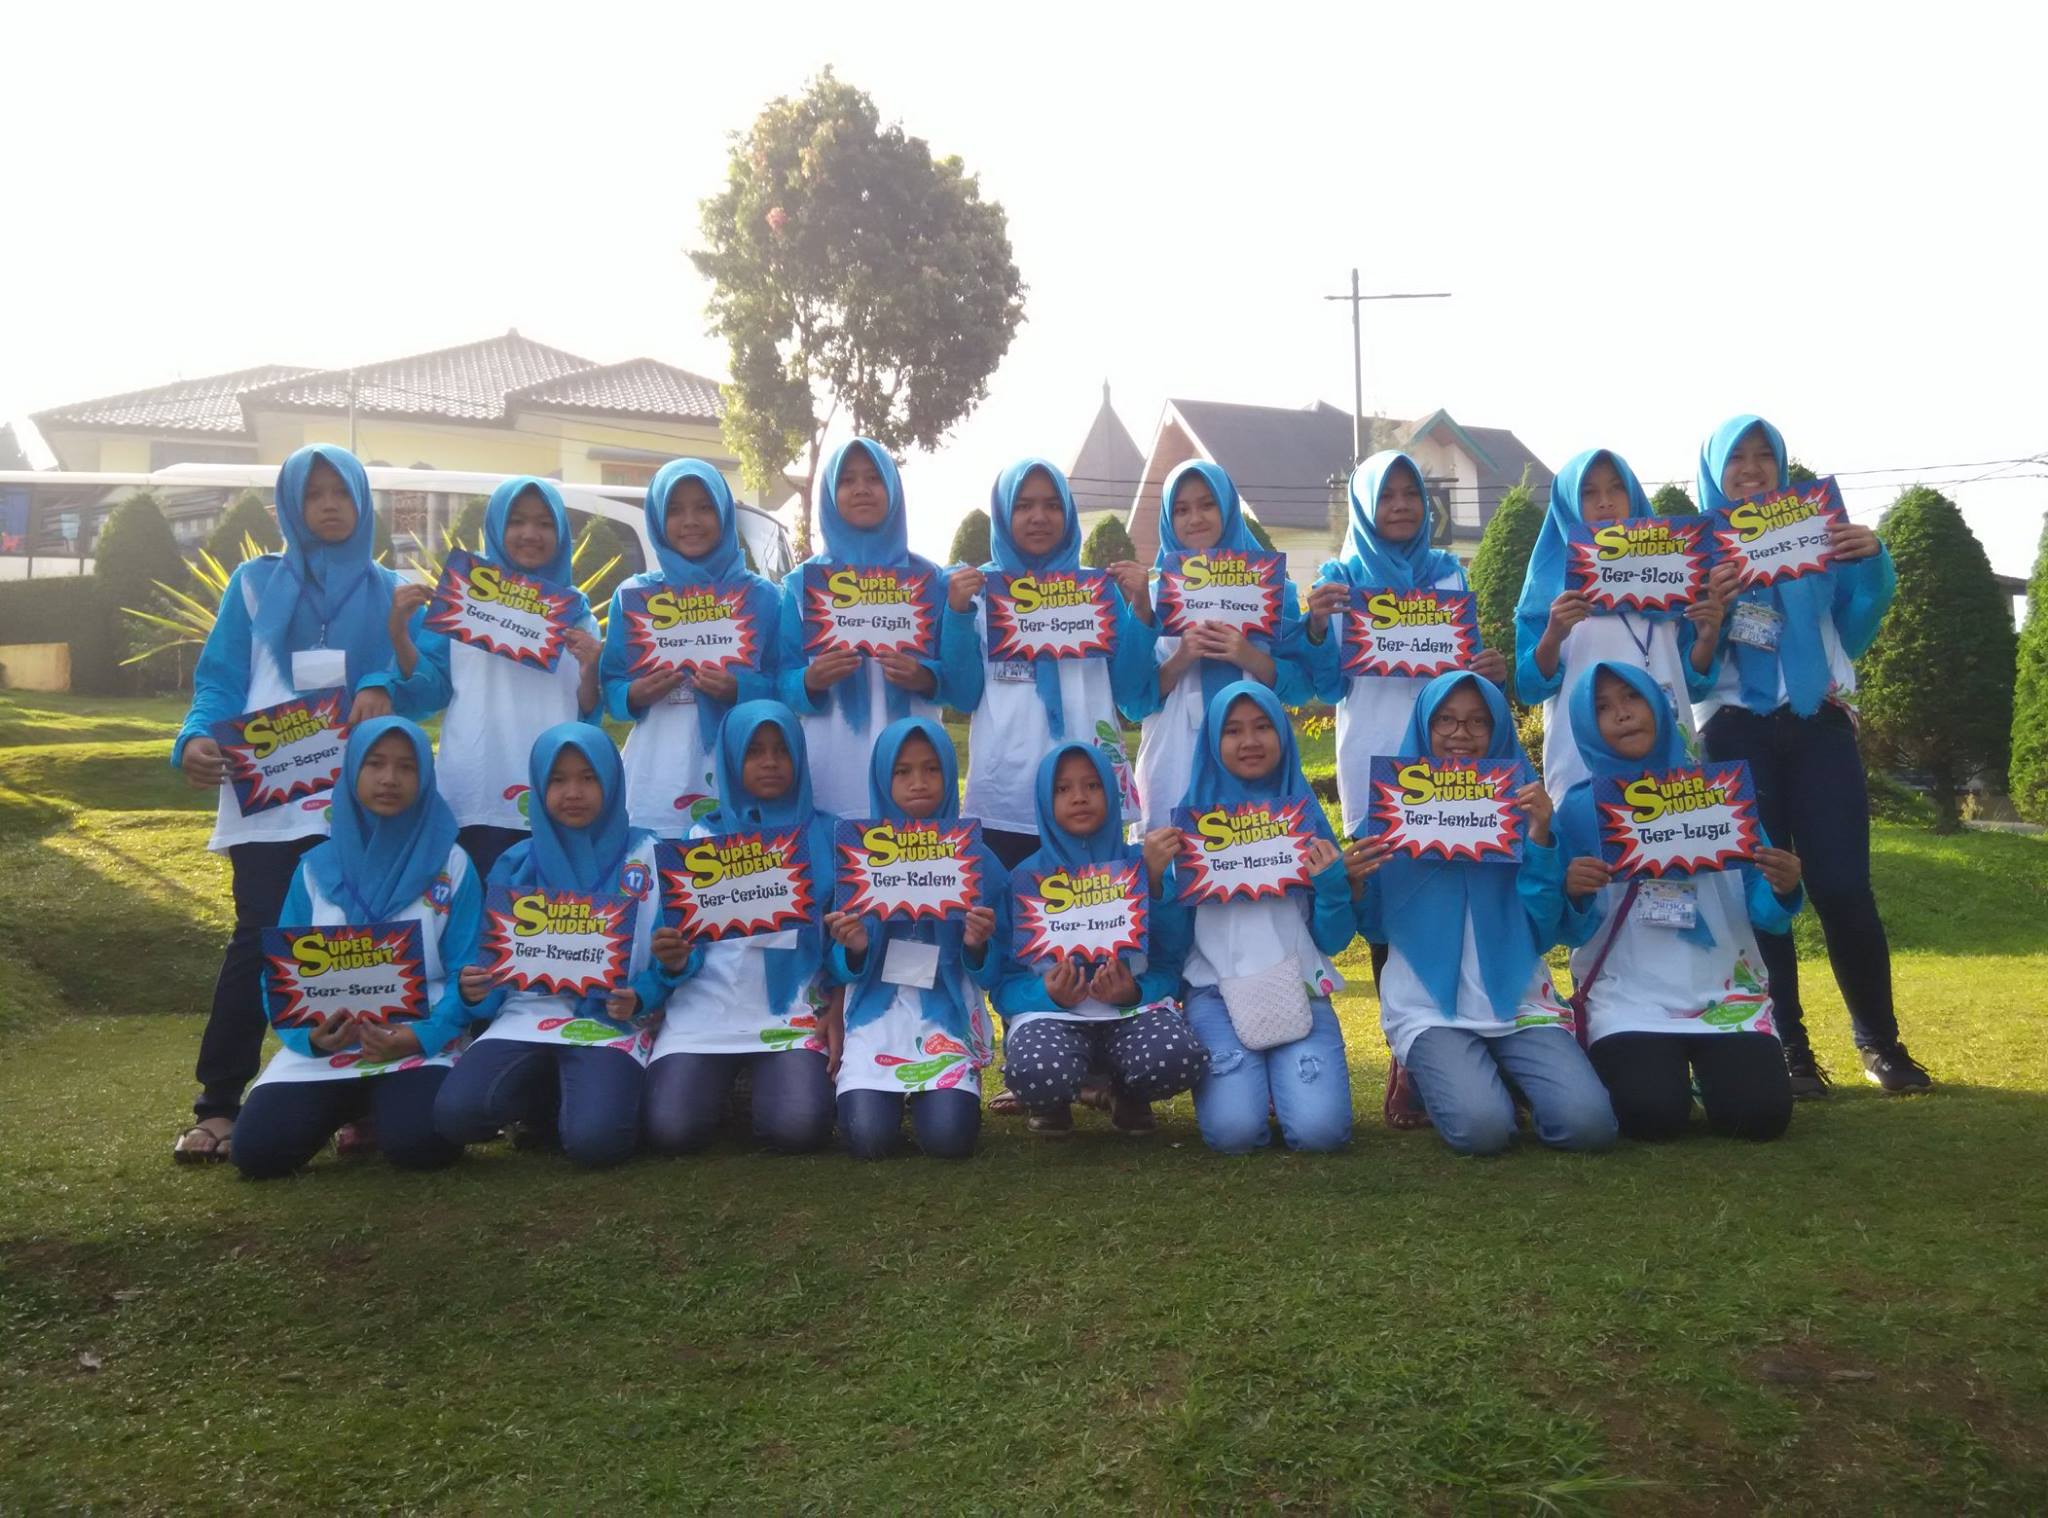 SUPER
STUDENT
Ter-Baper
SUPER
STUDENT
Ter-Unyu
SUPER
STUDENT
Ter-Alim
SUPER
STUDENT
Ter-Gigih
SUPER
STUDENT
Ter-Sopan
SUPER
STUDENT
Ter-Kece
SUPER
STUDENT
Ter-Adem
SUPER
STUDENT
Ter-Slow
SUPER
STUDENT
TerK-Pop
SUPER
STUDENT
Ter-Seru
SUPER
STUDENT
Ter-Kreatif
17
SUPER
STUDENT
Ter-Ceriwis
SUPER
STUDENT
Ter-Kalem
SUPER
STUDENT
Ter-Imut
SUPER
STUDENT
Ter-Narsis
SUPER
STUDENT
Ter-Lembut
SUPER
STUDENT
Ter-Lugu
17